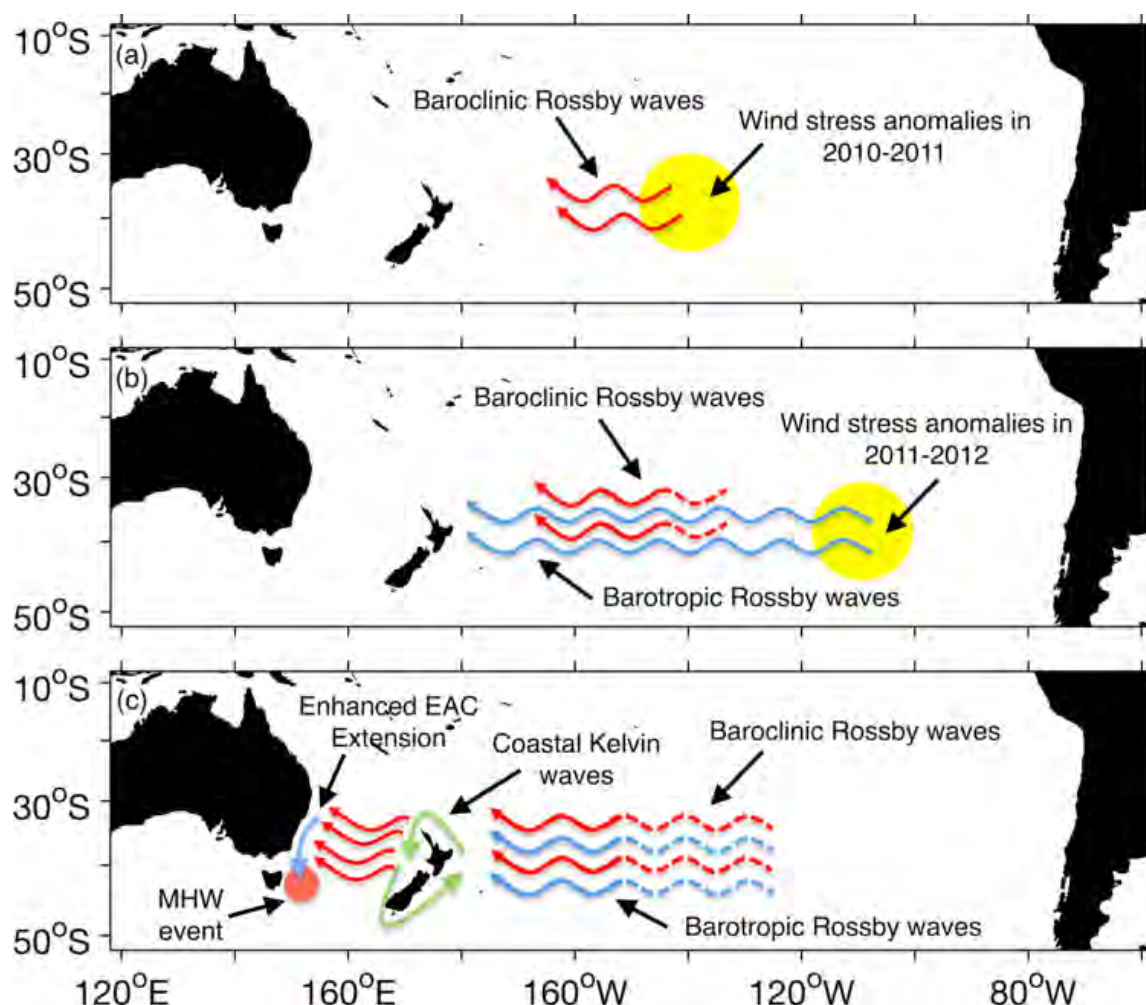 10°S
(a)
Baroclinic Rossby waves
Wind stress anomalies in
2010-2011
30°S
50°S
10°S
(b)
Baroclinic Rossby waves
Wind stress anomalies in
2011-2012
30°S
Barotropic Rossby waves
50°S
10°S
(c)
Enhanced EAC
Extension
Coastal Kelvin
waves
Baroclinic Rossby waves
30°S
MHW
event
Barotropic Rossby waves
50°S
120°E 160°E 160°W 120°W 80°W